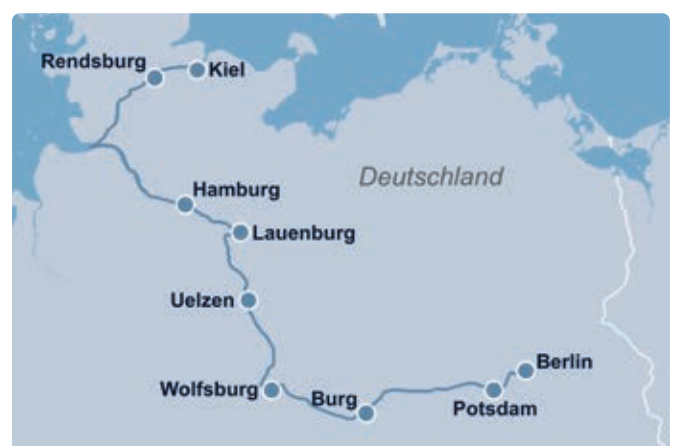 Rendsburg
Kiel
Deutschland
Hamburg
Lauenburg
Uelzen
Berlin
Wolfsburg
Burg
Potsdam